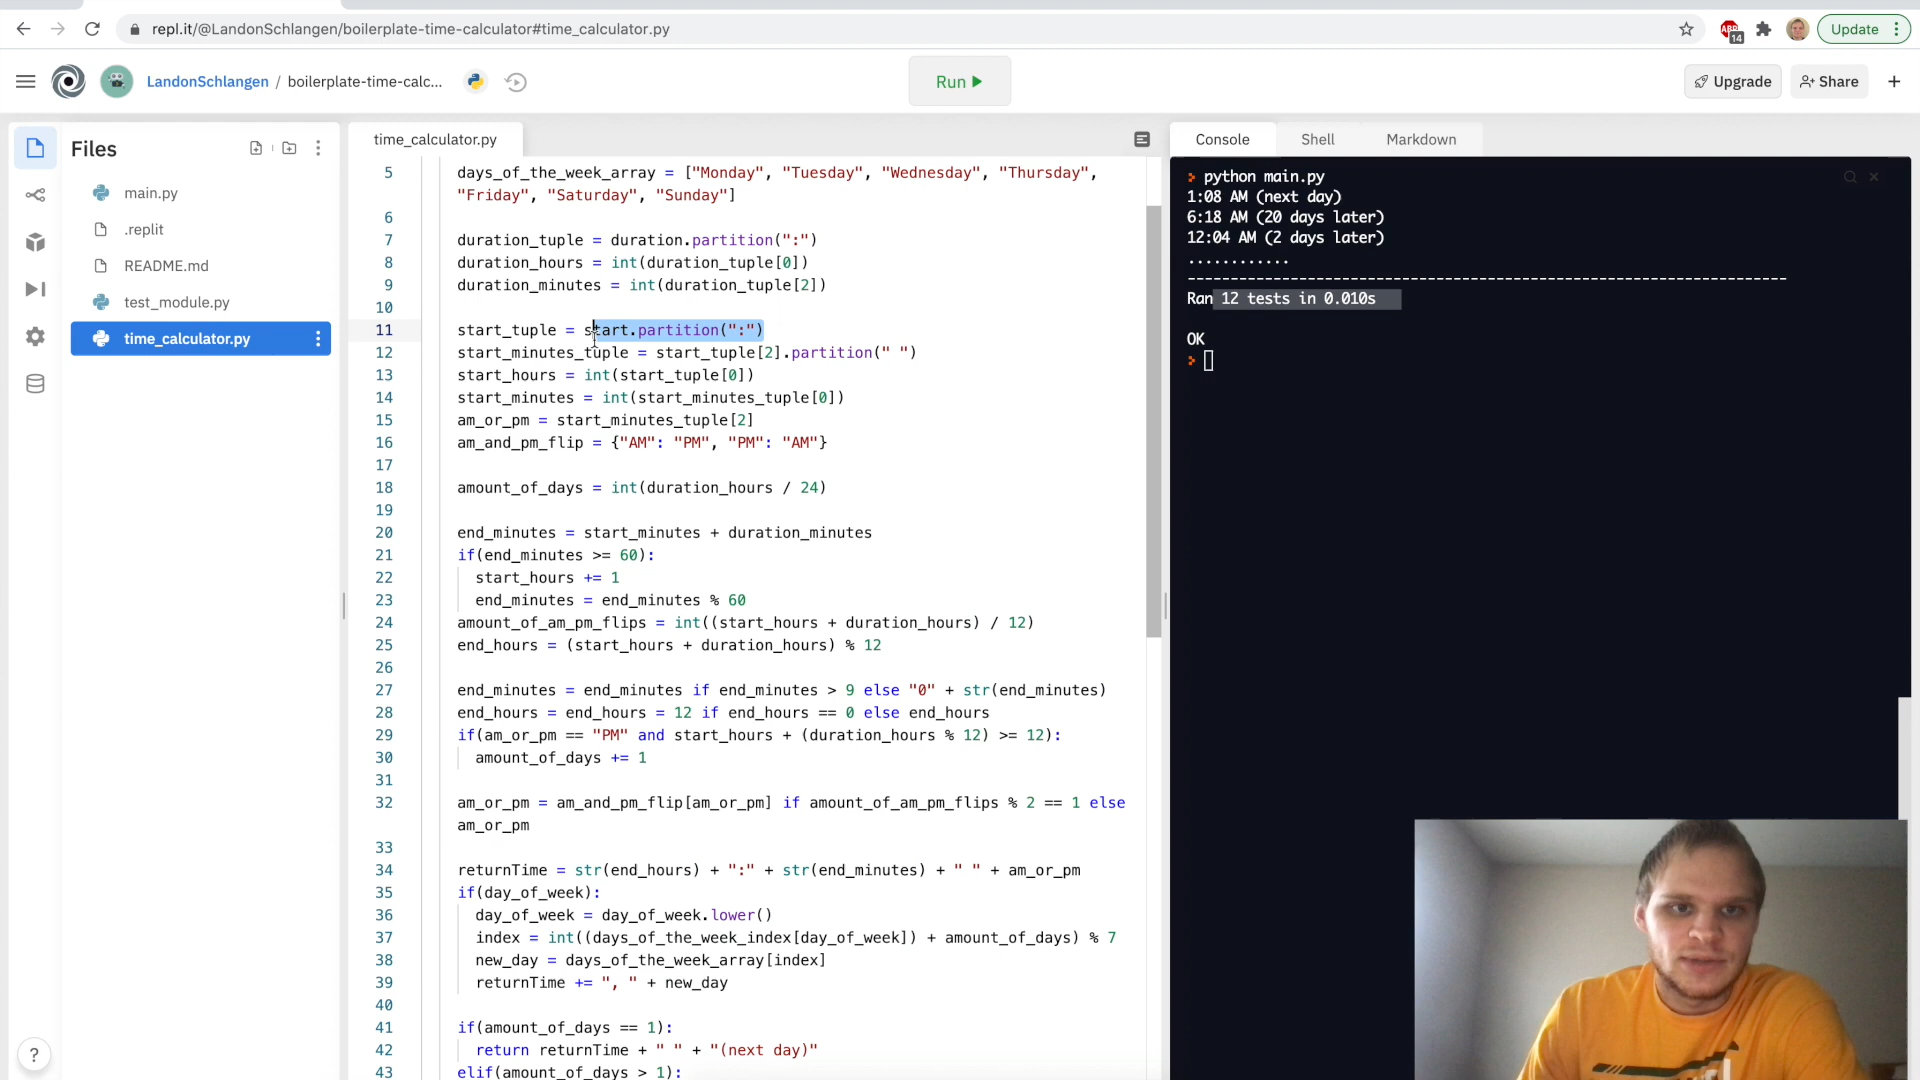 repl.it/@LandonSchlangen/boilerplate-time-calculator#time_calculator.py
ABP
14
Update
LandonSchlangen / boilerplate-time-calc...
Run
Upgrade
Share
Files
main.py
.replit
README.md
test_module.py
time_calculator.py
time_calculator.py
5 days_of_the_week_array = ["Monday", "Tuesday", "Wednesday", "Thursday",
"Friday", "Saturday", "Sunday"]
6
7 duration_tuple = duration.partition(":")
8 duration_hours = int(duration_tuple[0])
9 duration_minutes = int(duration_tuple[2])
10
11 start_tuple = start.partition(":")
12 start_minutes_tuple = start_tuple[2].partition(" ")
13 start_hours = int(start_tuple[0])
14 start_minutes = int(start_minutes_tuple[0])
15 am_or_pm = start_minutes_tuple[2]
16 am_and_pm_flip = {"AM": "PM", "PM": "AM"}
17
18 amount_of_days = int(duration_hours / 24)
19
20 end_minutes = start_minutes + duration_minutes
21 if(end_minutes >= 60):
22 start_hours += 1
23 end_minutes = end_minutes % 60
24 amount_of_am_pm_flips = int((start_hours + duration_hours) / 12)
25 end_hours = (start_hours + duration_hours) % 12
26
27 end_minutes = end_minutes if end_minutes > 9 else "0" + str(end_minutes)
28 end_hours = end_hours = 12 if end_hours == 0 else end_hours
29 if(am_or_pm == "PM" and start_hours + (duration_hours % 12) >= 12):
30 amount_of_days += 1
31
32 am_or_pm = am_and_pm_flip[am_or_pm] if amount_of_am_pm_flips % 2 == 1 else
am_or_pm
33
34 returnTime = str(end_hours) + ":" + str(end_minutes) + " " + am_or_pm
35 if(day_of_week):
36 day_of_week = day_of_week.lower()
37 index = int((days_of_the_week_index[day_of_week]) + amount_of_days) % 7
38 new_day = days_of_the_week_array[index]
39 returnTime += ", " + new_day
40
41 if(amount_of_days == 1):
42 return returnTime + " " + "(next day)"
43 elif(amount_of_days > 1):
Console Shell Markdown
python main.py
1:08 AM (next day)
6:18 AM (20 days later)
12:04 AM (2 days later)
............
----------------------------------------------------------------------
Ran 12 tests in 0.010s
OK
?